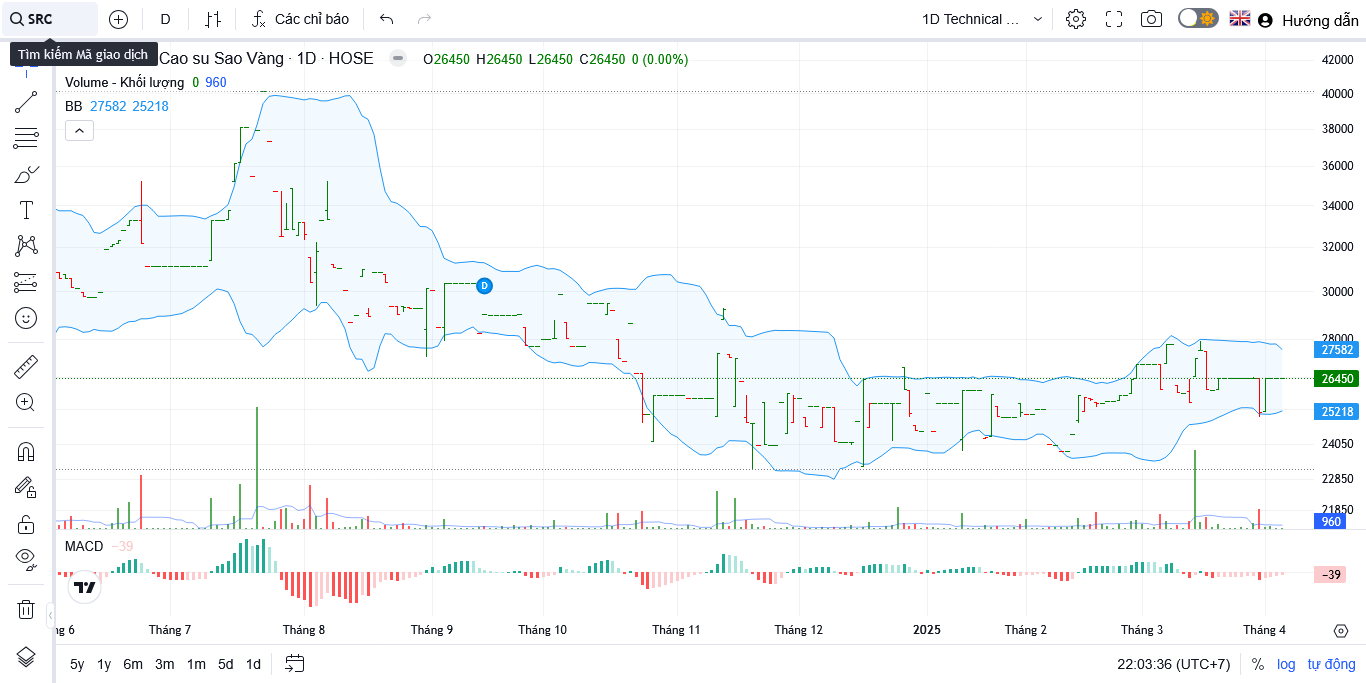 SRC D Các chỉ báo 1D Technical ... Hướng dẫn
Tìm kiếm Mã giao dịch
Cao su Sao Vàng · 1D · HOSE O26450 H26450 L26450 C26450 0 (0.00%)
Volume - Khối lượng 0 960
BB 27582 25218
42000
40000
38000
36000
34000
32000
30000
28000
27582
26450
25218
24050
22850
21850
960
D
MACD −39
−39
ng 6 Tháng 7 Tháng 8 Tháng 9 Tháng 10 Tháng 11 Tháng 12 2025 Tháng 2 Tháng 3 Tháng 4
5y 1y 6m 3m 1m 5d 1d 22:03:36 (UTC+7) % log tự động